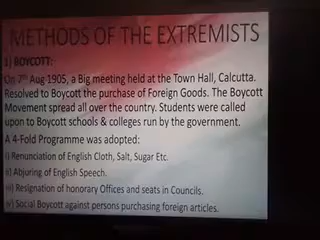 METHODS OF THE EXTREMISTS
1) BOYCOTT:-
On 7th Aug 1905, a Big meeting held at the Town Hall, Calcutta.
Resolved to Boycott the purchase of Foreign Goods. The Boycott
Movement spread all over the country. Students were called
upon to Boycott schools & colleges run by the government.
A 4-Fold Programme was adopted:
i) Renunciation of English Cloth, Salt, Sugar Etc.
ii) Abjuring of English Speech.
iii) Resignation of honorary Offices and seats in Councils.
iv) Social Boycott against persons purchasing foreign articles.